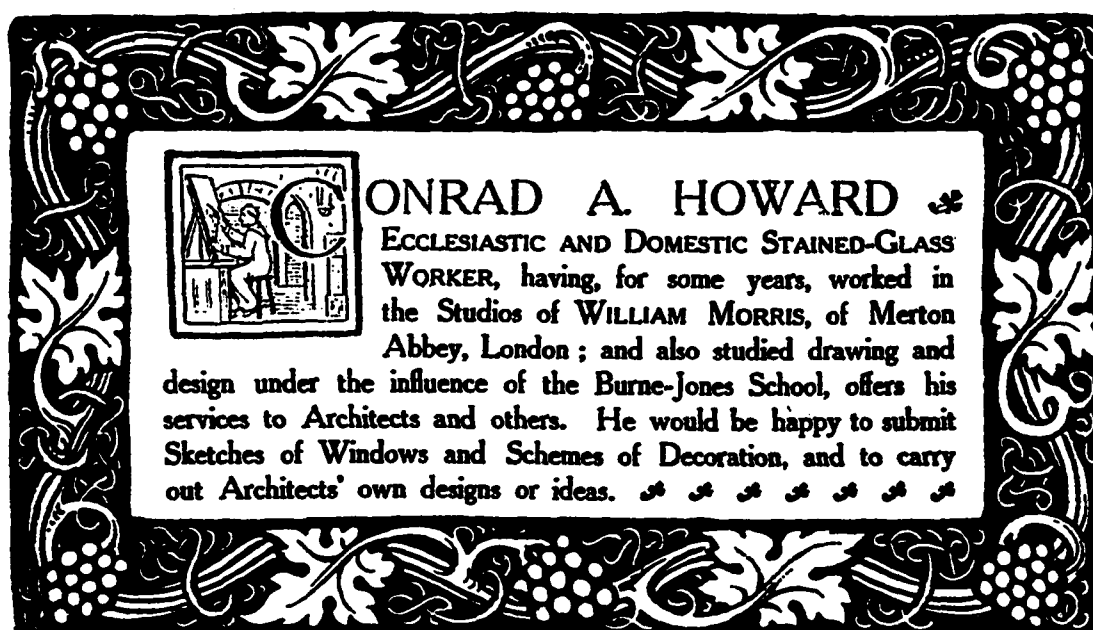 CONRAD A. HOWARD
ECCLESIASTIC AND DOMESTIC STAINED-GLASS
WORKER, having, for some years, worked in
the Studios of WILLIAM MORRIS, of Merton
Abbey, London ; and also studied drawing and
design under the influence of the Burne-Jones School, offers his
services to Architects and others. He would be happy to submit
Sketches of Windows and Schemes of Decoration, and to carry
out Architects' own designs or ideas.